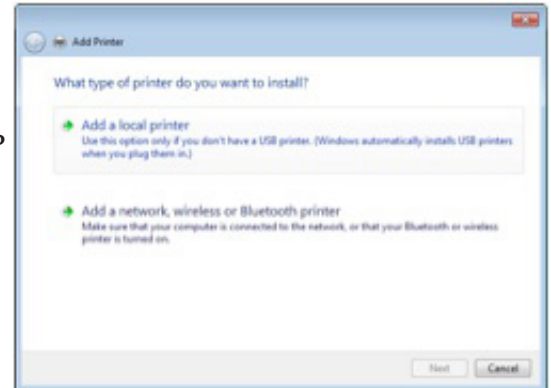 Add Printer
What type of printer do you want to install?
Add a local printer
Use this option only if you don't have a USB printer. (Windows automatically installs USB printers
when you plug them in.)
Add a network, wireless or Bluetooth printer
Make sure that your computer is connected to the network, or that your Bluetooth or wireless
printer is turned on.
Next
Cancel